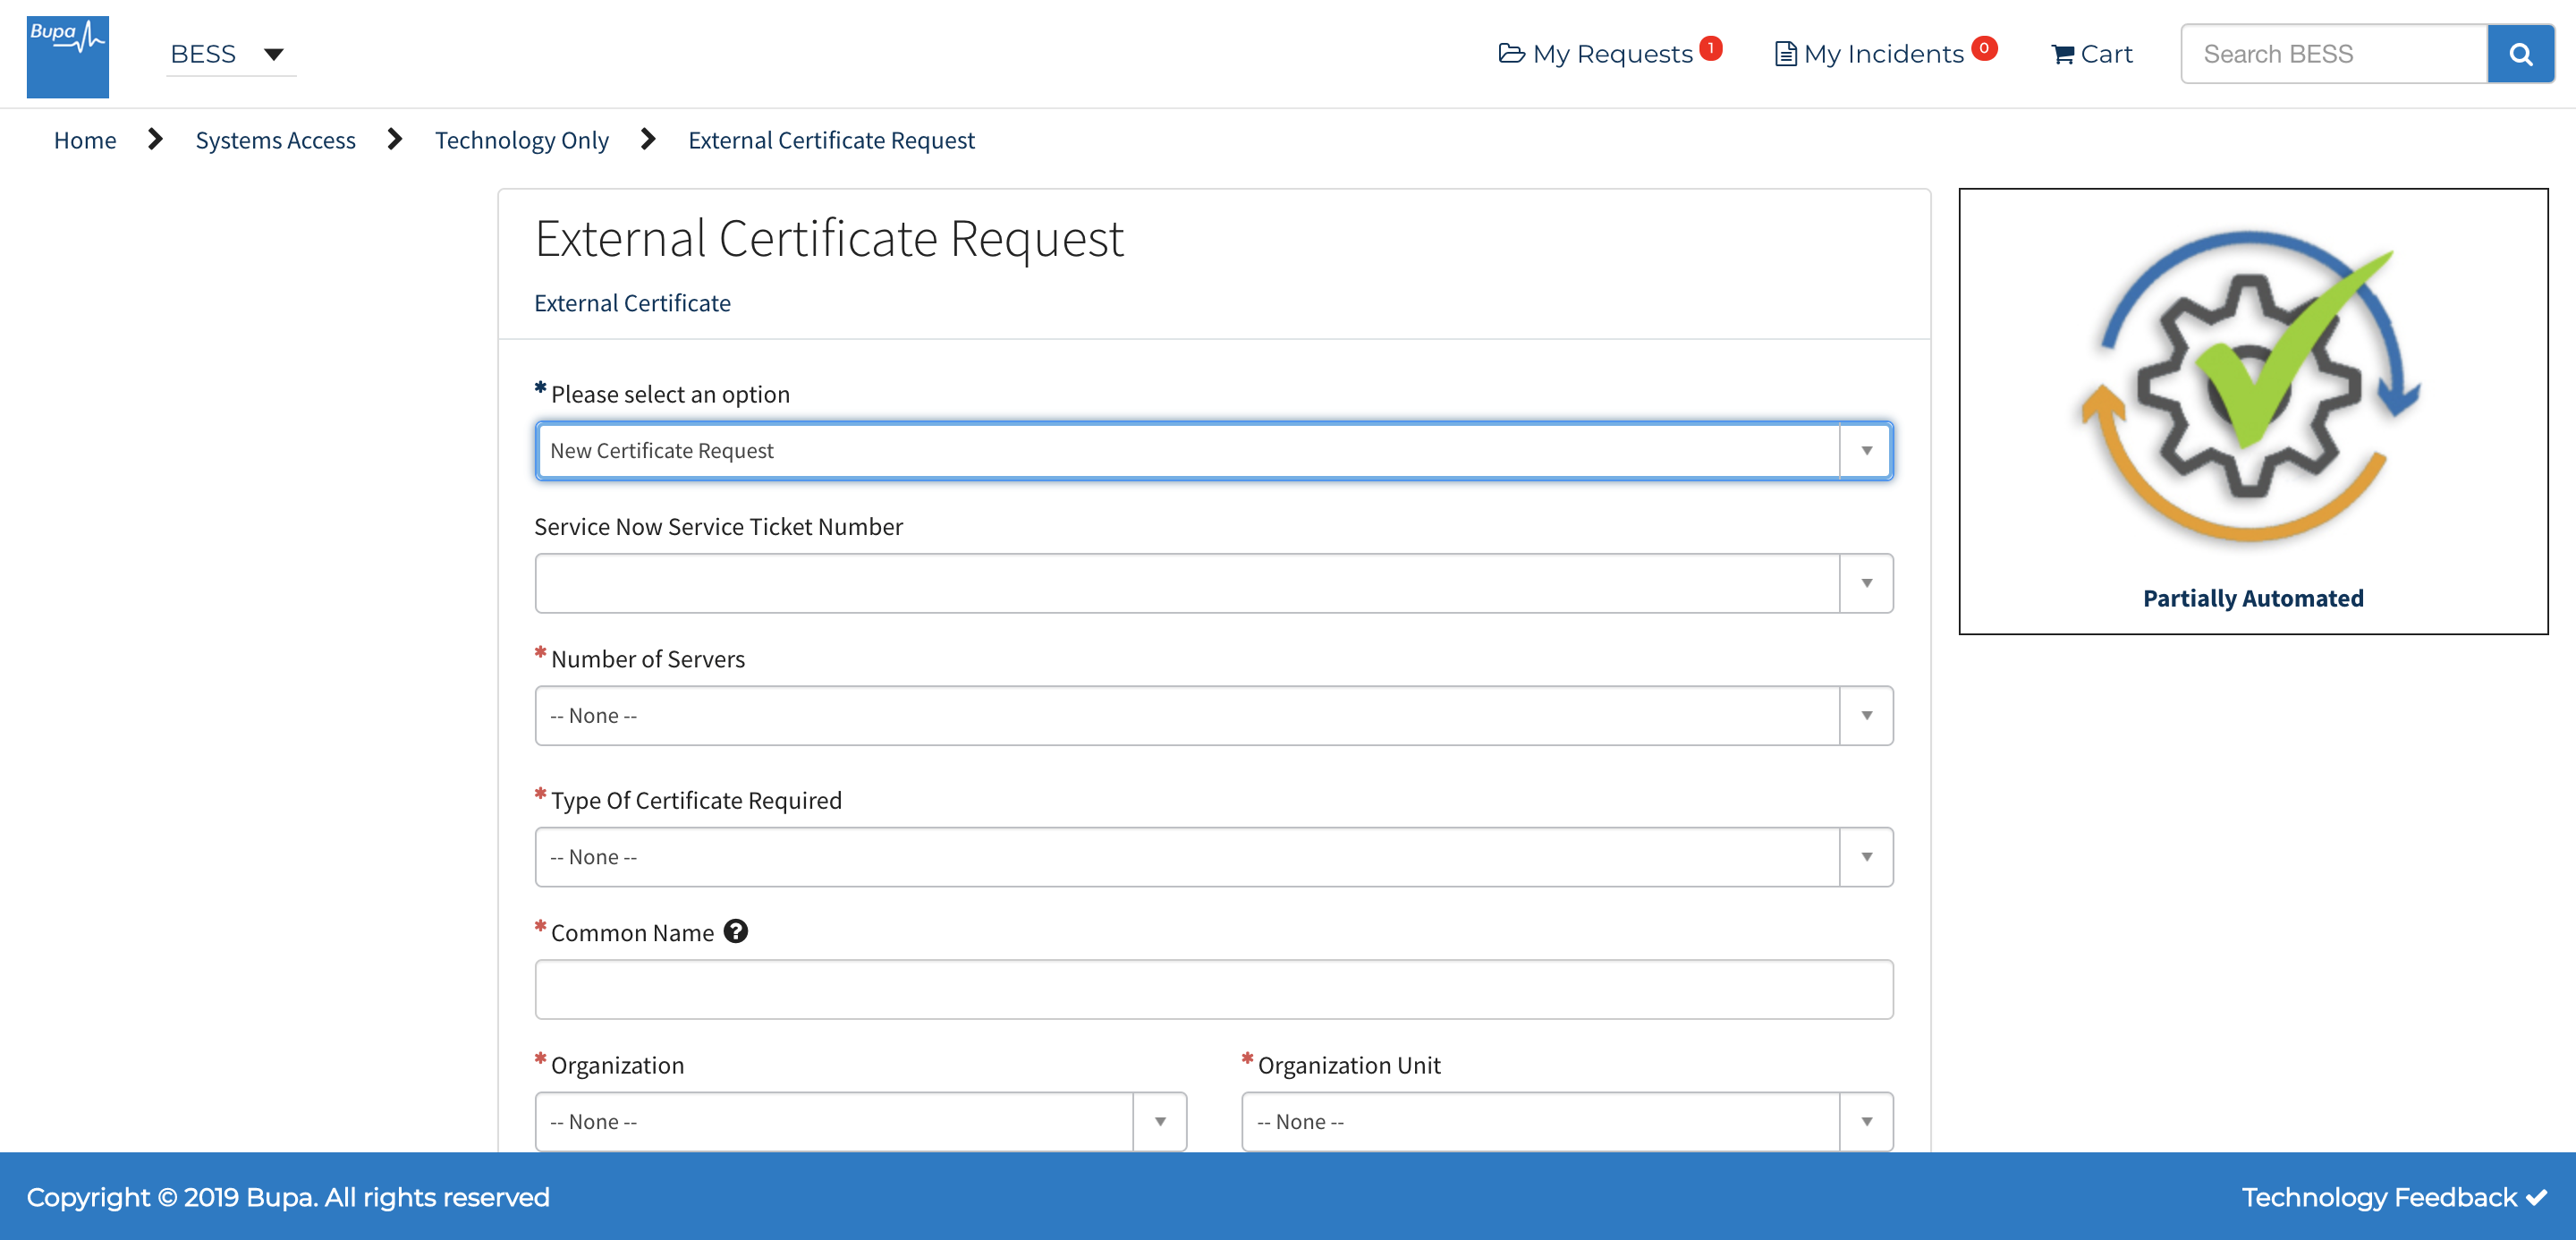 Bupa
BESS
My Requests 1
My Incidents 0
Cart
Search BESS
Home
Systems Access
Technology Only
External Certificate Request
External Certificate Request
External Certificate
* Please select an option
New Certificate Request
Service Now Service Ticket Number
* Number of Servers
-- None --
* Type Of Certificate Required
-- None --
* Common Name ?
* Organization
-- None --
* Organization Unit
-- None --
Partially Automated
Copyright © 2019 Bupa. All rights reserved
Technology Feedback